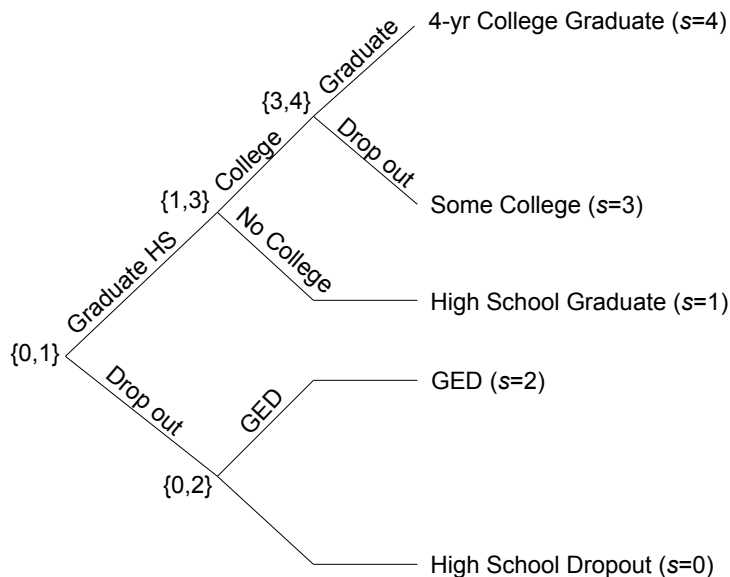 4-yr College Graduate (s=4)
Graduate
{3,4}
College
Drop out
{1,3}
Some College (s=3)
No College
Graduate HS
High School Graduate (s=1)
{0,1}
GED (s=2)
Drop out
GED
{0,2}
High School Dropout (s=0)